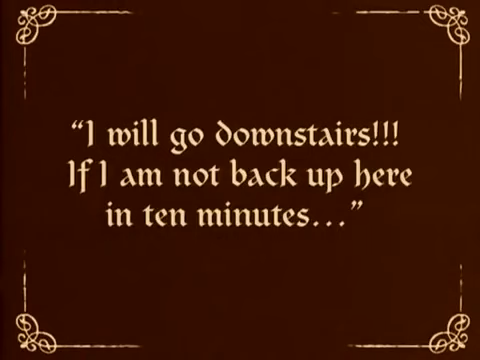 “I will go downstairs!!!
If I am not back up here
in ten minutes...”